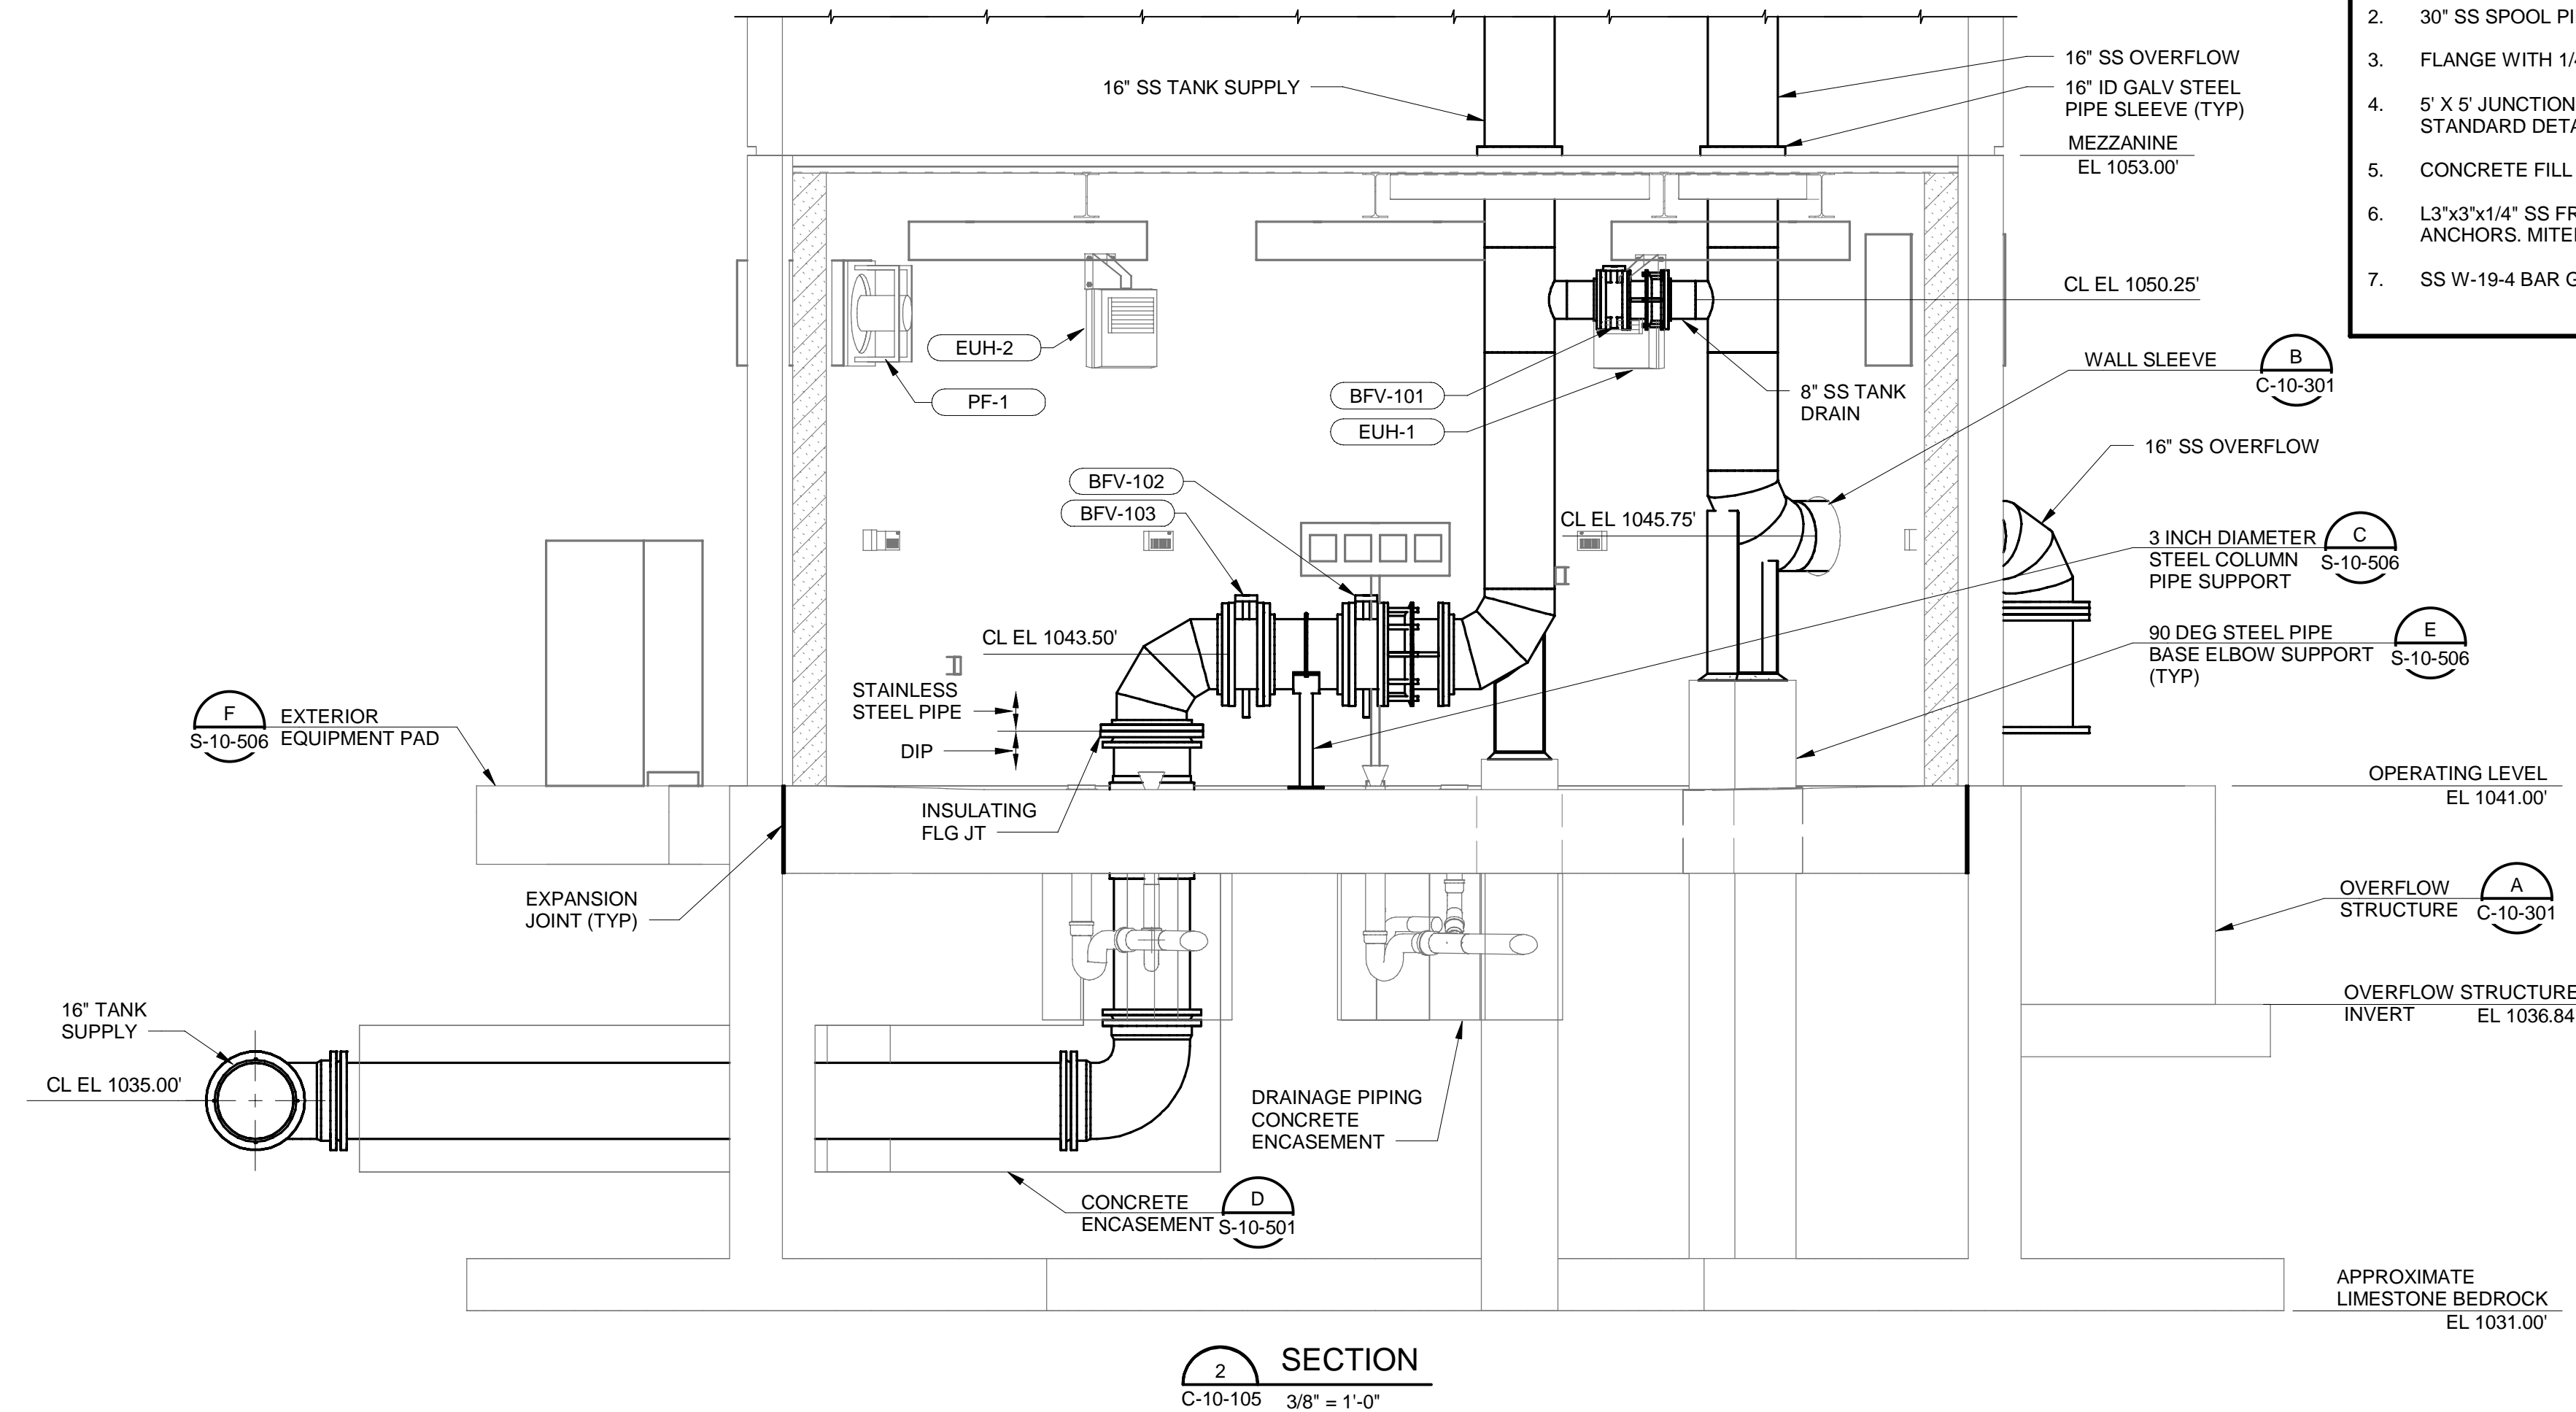 2. 30" SS SPOOL PI
3. FLANGE WITH 1/
4. 5' X 5' JUNCTION
STANDARD DETA
5. CONCRETE FILL
6. L3"x3"x1/4" SS FR
ANCHORS. MITE
7. SS W-19-4 BAR G
16" SS TANK SUPPLY
16" SS OVERFLOW
16" ID GALV STEEL
PIPE SLEEVE (TYP)
MEZZANINE
EL 1053.00'
CL EL 1050.25'
EUH-2
PF-1
BFV-101
EUH-1
8" SS TANK
DRAIN
WALL SLEEVE
B
C-10-301
16" SS OVERFLOW
BFV-102
BFV-103
CL EL 1045.75'
3 INCH DIAMETER
STEEL COLUMN
PIPE SUPPORT
C
S-10-506
CL EL 1043.50'
90 DEG STEEL PIPE
BASE ELBOW SUPPORT
(TYP)
E
S-10-506
STAINLESS
STEEL PIPE
DIP
F
S-10-506
EXTERIOR
EQUIPMENT PAD
INSULATING
FLG JT
OPERATING LEVEL
EL 1041.00'
EXPANSION
JOINT (TYP)
OVERFLOW
STRUCTURE
A
C-10-301
16" TANK
SUPPLY
CL EL 1035.00'
OVERFLOW STRUCTURE
INVERT EL 1036.84
DRAINAGE PIPING
CONCRETE
ENCASEMENT
CONCRETE
ENCASEMENT
D
S-10-501
APPROXIMATE
LIMESTONE BEDROCK
EL 1031.00'
2
C-10-105
SECTION
3/8" = 1'-0"